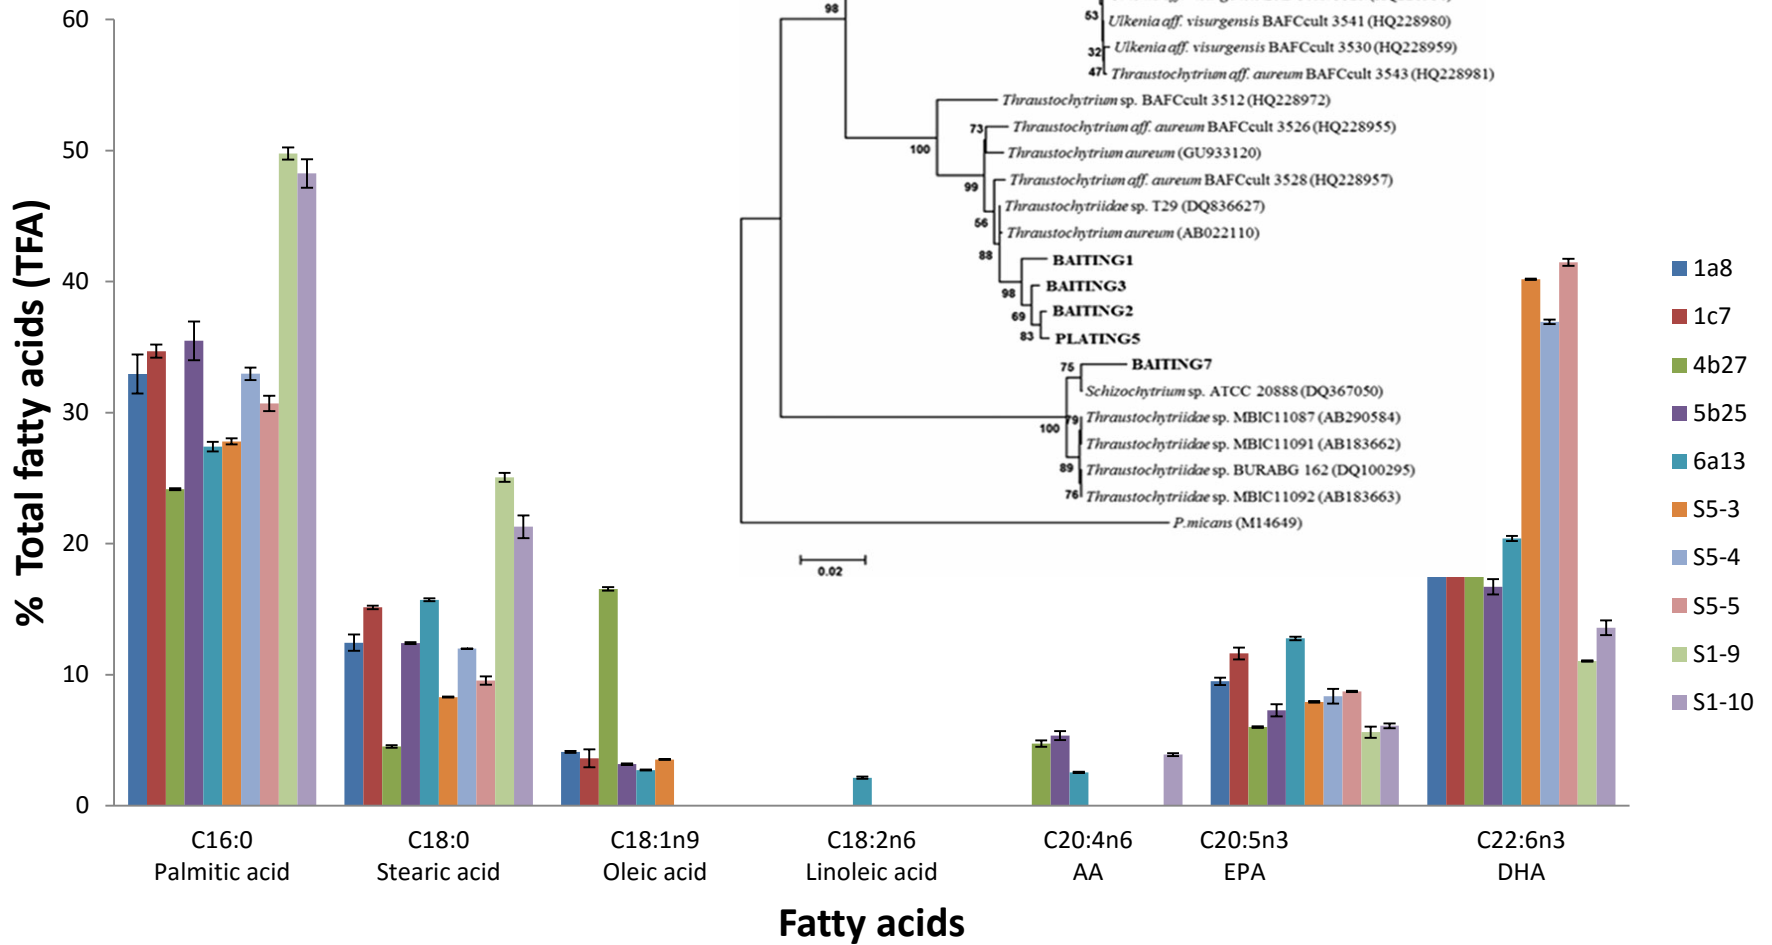 % Total fatty acids (TFA)
60
50
40
30
20
10
0
98
53
Ulkenia aff. visurgensis BAFCcult 3541 (HQ228980)
32
Ulkenia aff. visurgensis BAFCcult 3530 (HQ228959)
47
Thraustochytrium aff. aureum BAFCcult 3543 (HQ228981)
Thraustochytrium sp. BAFCcult 3512 (HQ228972)
73
Thraustochytrium aff. aureum BAFCcult 3526 (HQ228955)
100
Thraustochytrium aureum (GU933120)
99
Thraustochytrium aff. aureum BAFCcult 3528 (HQ228957)
Thraustochytriidae sp. T29 (DQ836627)
56
Thraustochytrium aureum (AB022110)
88
BAITING1
98
BAITING3
69
BAITING2
83
PLATING5
75
BAITING7
Schizochytrium sp. ATCC 20888 (DQ367050)
79
Thraustochytriidae sp. MBIC11087 (AB290584)
100
Thraustochytriidae sp. MBIC11091 (AB183662)
89
Thraustochytriidae sp. BURABG 162 (DQ100295)
76
Thraustochytriidae sp. MBIC11092 (AB183663)
P.micans (M14649)
0.02
1a8
1c7
4b27
5b25
6a13
S5-3
S5-4
S5-5
S1-9
S1-10
C16:0
Palmitic acid
C18:0
Stearic acid
C18:1n9
Oleic acid
C18:2n6
Linoleic acid
C20:4n6
AA
C20:5n3
EPA
C22:6n3
DHA
Fatty acids